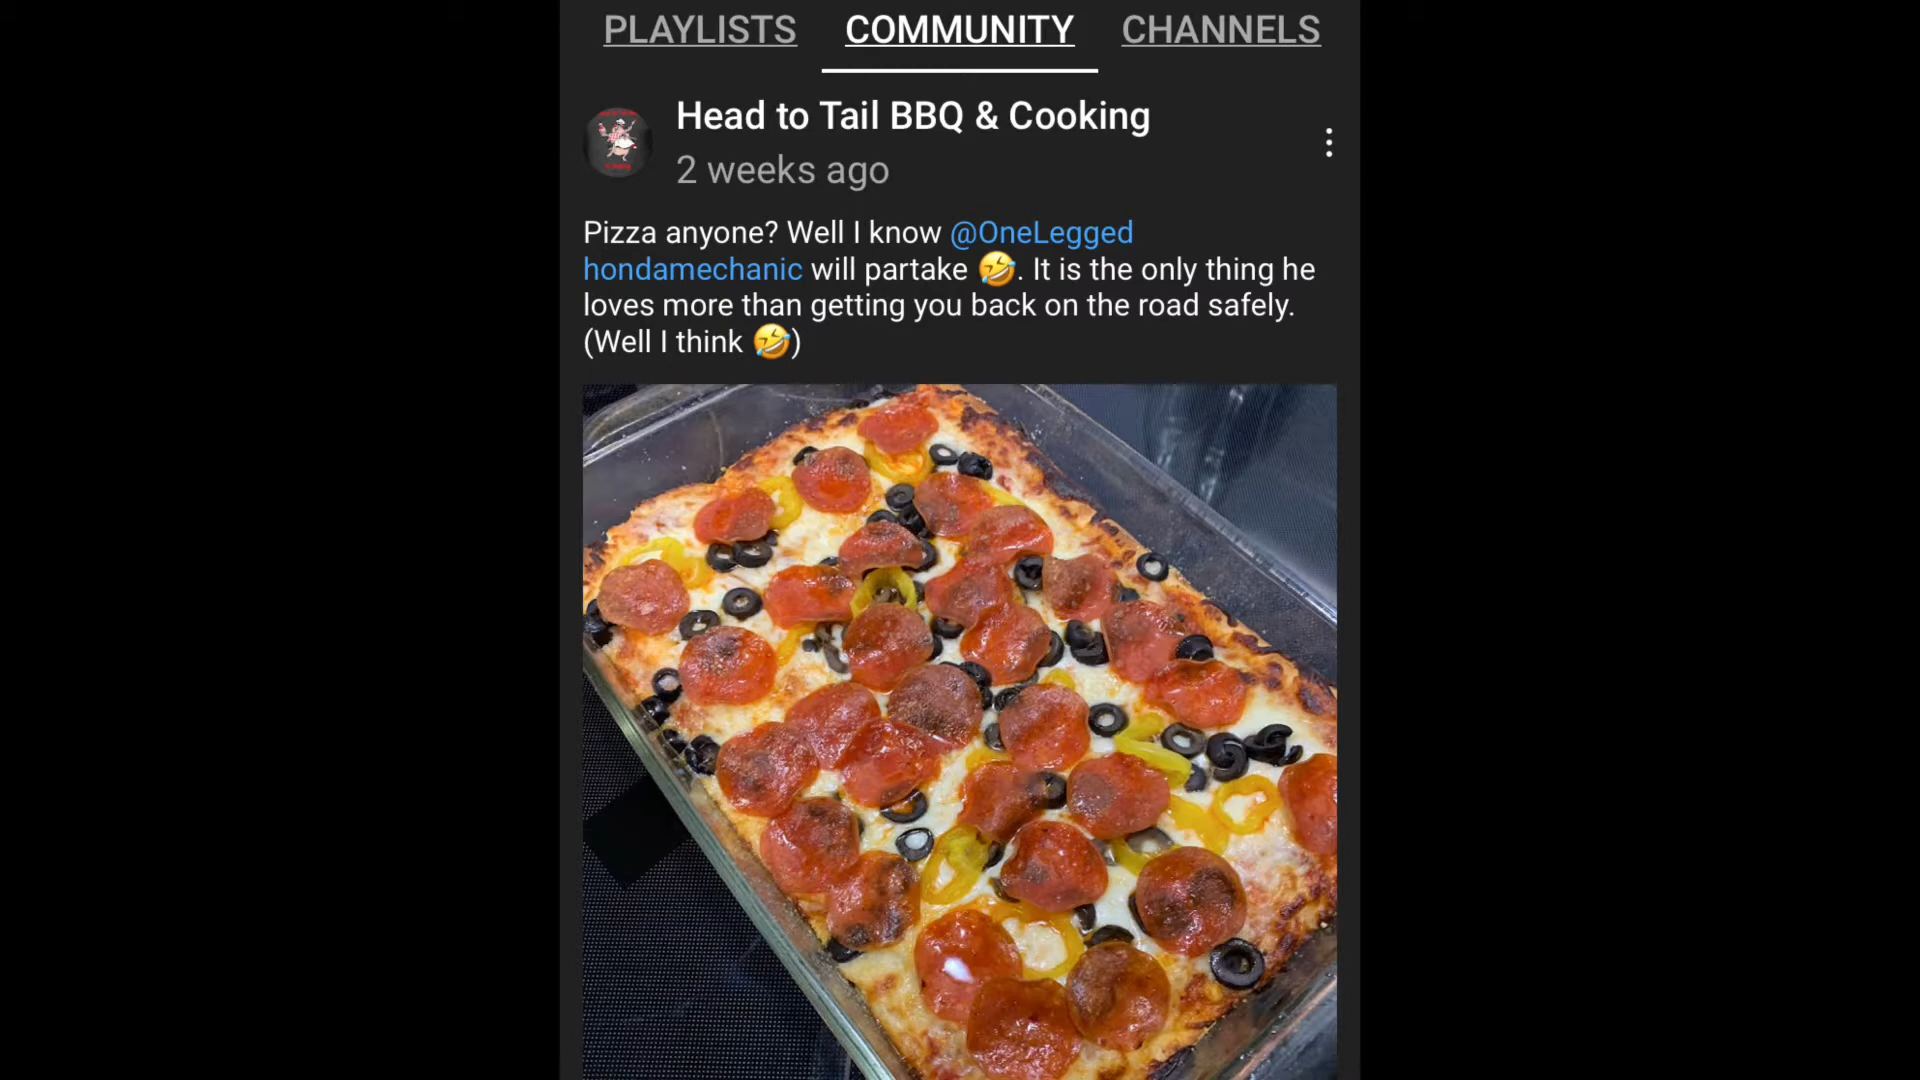 PLAYLISTS COMMUNITY CHANNELS
Head to Tail BBQ & Cooking
2 weeks ago
Pizza anyone? Well I know @OneLegged
hondamechanic will partake 🤣. It is the only thing he
loves more than getting you back on the road safely.
(Well I think 🤣)